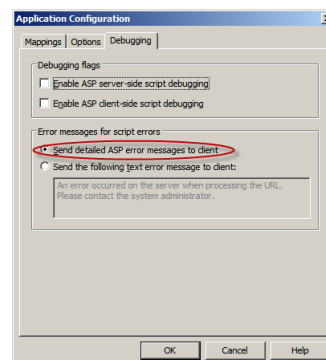 Application Configuration
Mappings
Options
Debugging
Debugging flags
Enable ASP server-side script debugging
Enable ASP client-side script debugging
Error messages for script errors
Send detailed ASP error messages to client
Send the following text error message to client:
An error occurred on the server when processing the URL.
Please contact the system administrator.
OK
Cancel
Help